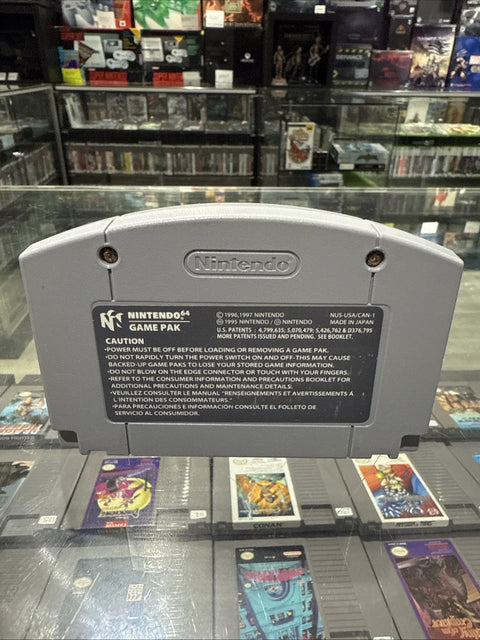 Nintendo
NINTENDO64
GAME PAK
© 1996,1997 NINTENDO
Ⓜ 1995 NINTENDO / Ⓓ NINTENDO
NUS-USA/CAN-1
MADE IN JAPAN
U.S. PATENTS : 4,799,635; 5,070,479; 5,426,762 & D376,795
MORE PATENTS ISSUED AND PENDING. SEE BOOKLET.
CAUTION
•POWER MUST BE OFF BEFORE LOADING OR REMOVING A GAME PAK.
•DO NOT RAPIDLY TURN THE POWER SWITCH ON AND OFF THIS MAY CAUSE
BACKED-UP GAME PAKS TO LOSE YOUR STORED GAME INFORMATION.
•DO NOT BLOW ON THE EDGE CONNECTOR OR TOUCH WITH YOUR FINGERS.
•REFER TO THE CONSUMER INFORMATION AND PRECAUTIONS BOOKLET FOR
ADDITIONAL PRECAUTIONS AND MAINTENANCE DETAILS.
•VEUILLEZ CONSULTER LE MANUAL "RENSEIGNEMENTS ET AVERTISSEMENTS À
L'INTENTION DES CONSOMMATEURS."
•PARA PRECAUCIONES E INFORMACIÓN CONSULTE EL FOLLETO DE
SERVICIO AL CONSUMIDOR.
CONAN